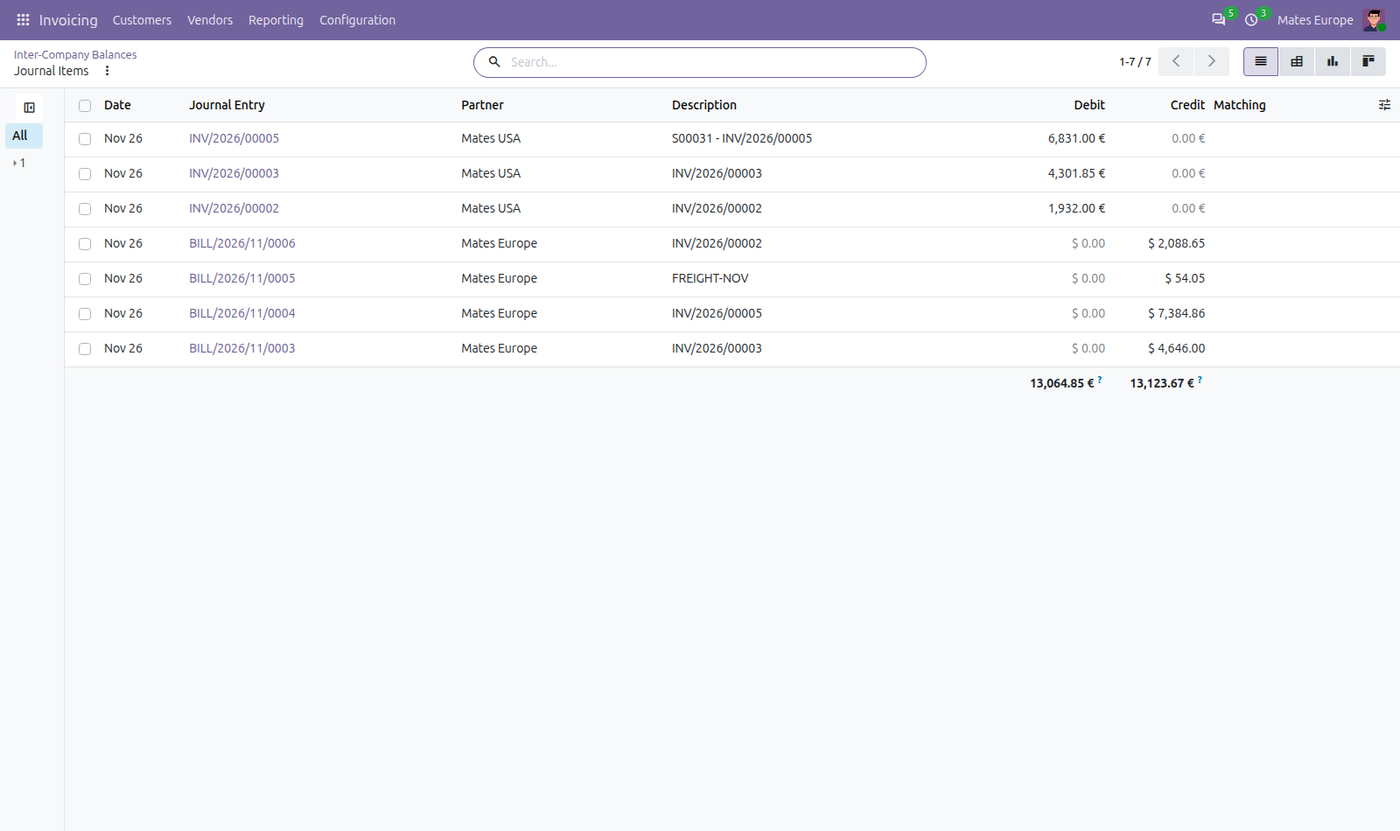 Invoicing Customers Vendors Reporting Configuration 5 3 Mates Europe
Inter-Company Balances
Journal Items
Search...
1-7 / 7
Date Journal Entry Partner Description Debit Credit Matching
All
1
Nov 26 INV/2026/00005 Mates USA S00031 - INV/2026/00005 6,831.00 € 0.00 €
Nov 26 INV/2026/00003 Mates USA INV/2026/00003 4,301.85 € 0.00 €
Nov 26 INV/2026/00002 Mates USA INV/2026/00002 1,932.00 € 0.00 €
Nov 26 BILL/2026/11/0006 Mates Europe INV/2026/00002 $ 0.00 $ 2,088.65
Nov 26 BILL/2026/11/0005 Mates Europe FREIGHT-NOV $ 0.00 $ 54.05
Nov 26 BILL/2026/11/0004 Mates Europe INV/2026/00005 $ 0.00 $ 7,384.86
Nov 26 BILL/2026/11/0003 Mates Europe INV/2026/00003 $ 0.00 $ 4,646.00
13,064.85 € ? 13,123.67 € ?